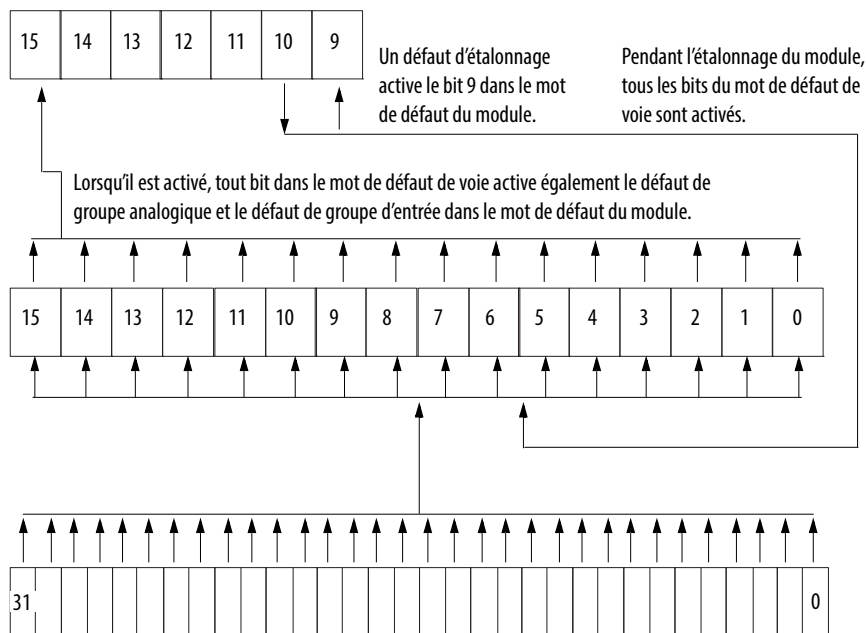 15 14 13 12 11 10 9
Un défaut d'étalonnage
active le bit 9 dans le mot
de défaut du module.
Pendant l'étalonnage du module,
tous les bits du mot de défaut de
voie sont activés.
Lorsqu'il est activé, tout bit dans le mot de défaut de voie active également le défaut de
groupe analogique et le défaut de groupe d'entrée dans le mot de défaut du module.
15 14 13 12 11 10 9 8 7 6 5 4 3 2 1 0
31 0